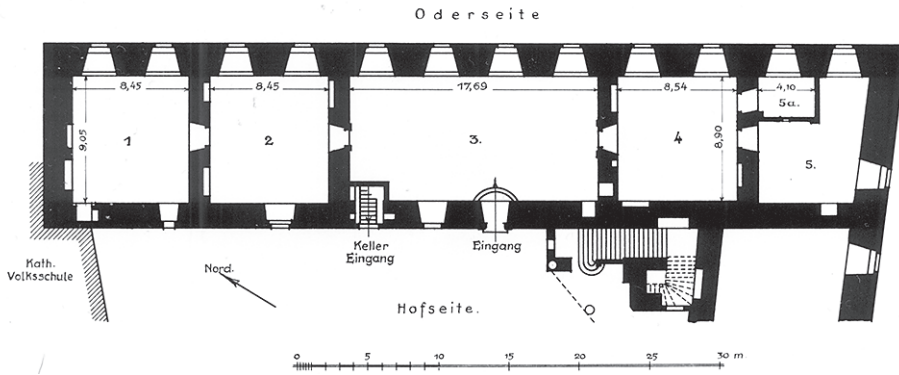 Oderseite
8,45
8,45
17,69
8,54
4,10
5a.
9,05
1
2
3.
4
8,90
5.
Keller
Eingang
Eingang
Kath.
Volksschule
Nord.
Hofseite.
0 5 10 15 20 25 30 m